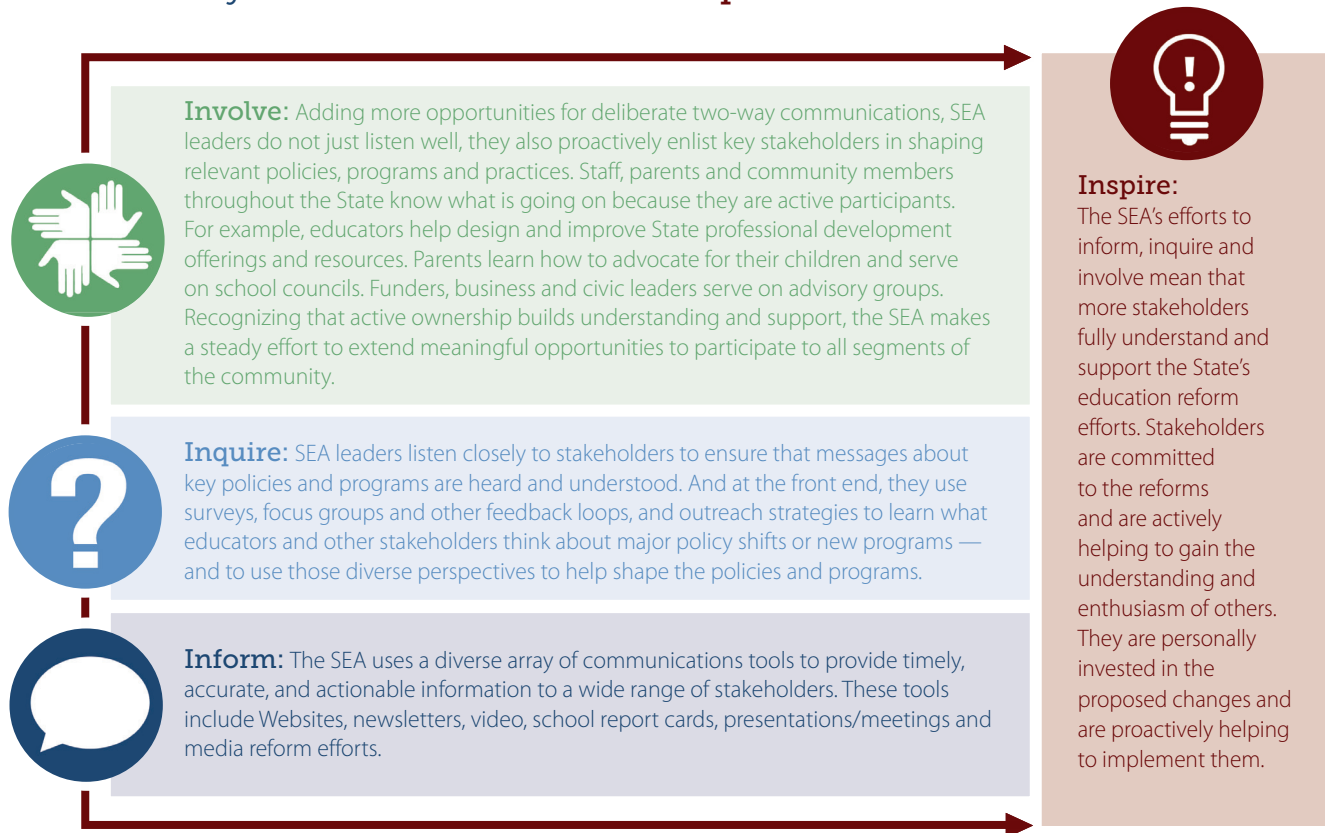 Involve: Adding more opportunities for deliberate two-way communications, SEA
leaders do not just listen well, they also proactively enlist key stakeholders in shaping
relevant policies, programs and practices. Staff, parents and community members
throughout the State know what is going on because they are active participants.
For example, educators help design and improve State professional development
offerings and resources. Parents learn how to advocate for their children and serve
on school councils. Funders, business and civic leaders serve on advisory groups.
Recognizing that active ownership builds understanding and support, the SEA makes
a steady effort to extend meaningful opportunities to participate to all segments of
the community.
?
Inquire: SEA leaders listen closely to stakeholders to ensure that messages about
key policies and programs are heard and understood. And at the front end, they use
surveys, focus groups and other feedback loops, and outreach strategies to learn what
educators and other stakeholders think about major policy shifts or new programs —
and to use those diverse perspectives to help shape the policies and programs.
Inform: The SEA uses a diverse array of communications tools to provide timely,
accurate, and actionable information to a wide range of stakeholders. These tools
include Websites, newsletters, video, school report cards, presentations/meetings and
media reform efforts.
!
Inspire:
The SEA’s efforts to
inform, inquire and
involve mean that
more stakeholders
fully understand and
support the State’s
education reform
efforts. Stakeholders
are committed
to the reforms
and are actively
helping to gain the
understanding and
enthusiasm of others.
They are personally
invested in the
proposed changes and
are proactively helping
to implement them.